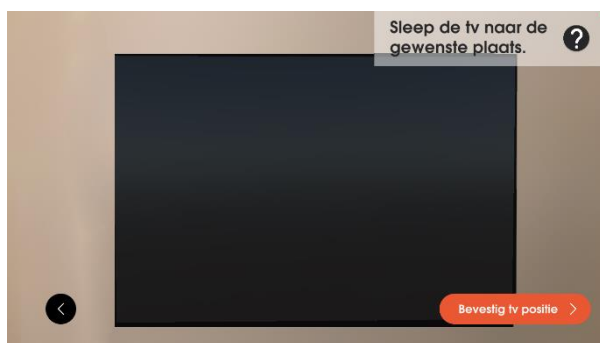 Sleep de tv naar de
gewenste plaats.
?
Bevestig tv positie